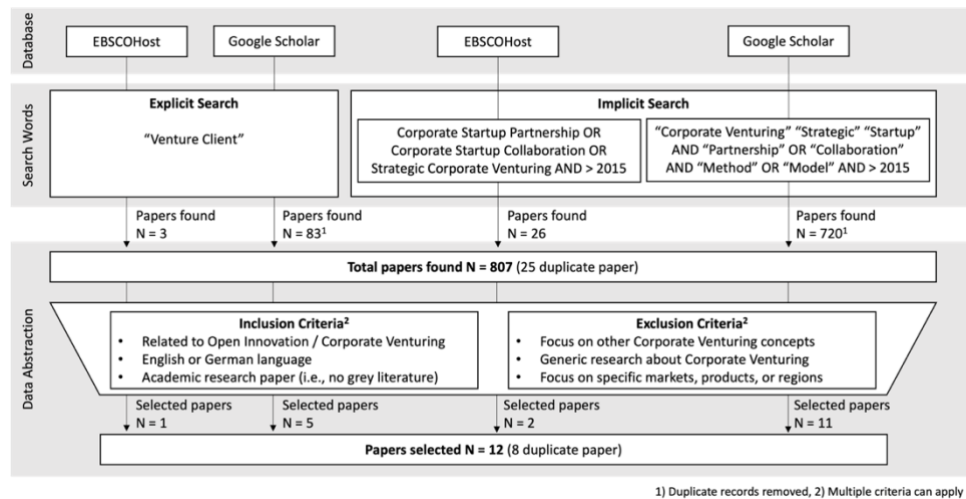 Database
EBSCOHost
Google Scholar
EBSCOHost
Google Scholar
Search Words
Explicit Search
“Venture Client”
Implicit Search
Corporate Startup Partnership OR
Corporate Startup Collaboration OR
Strategic Corporate Venturing AND > 2015
“Corporate Venturing” “Strategic” “Startup”
AND “Partnership” OR “Collaboration”
AND “Method” OR “Model” AND > 2015
Papers found
N = 3
Papers found
N = 83¹
Papers found
N = 26
Papers found
N = 720¹
Data Abstraction
Total papers found N = 807 (25 duplicate paper)
Inclusion Criteria²
• Related to Open Innovation / Corporate Venturing
• English or German language
• Academic research paper (i.e., no grey literature)
Exclusion Criteria²
• Focus on other Corporate Venturing concepts
• Generic research about Corporate Venturing
• Focus on specific markets, products, or regions
Selected papers
N = 1
Selected papers
N = 5
Selected papers
N = 2
Selected papers
N = 11
Papers selected N = 12 (8 duplicate paper)
1) Duplicate records removed, 2) Multiple criteria can apply